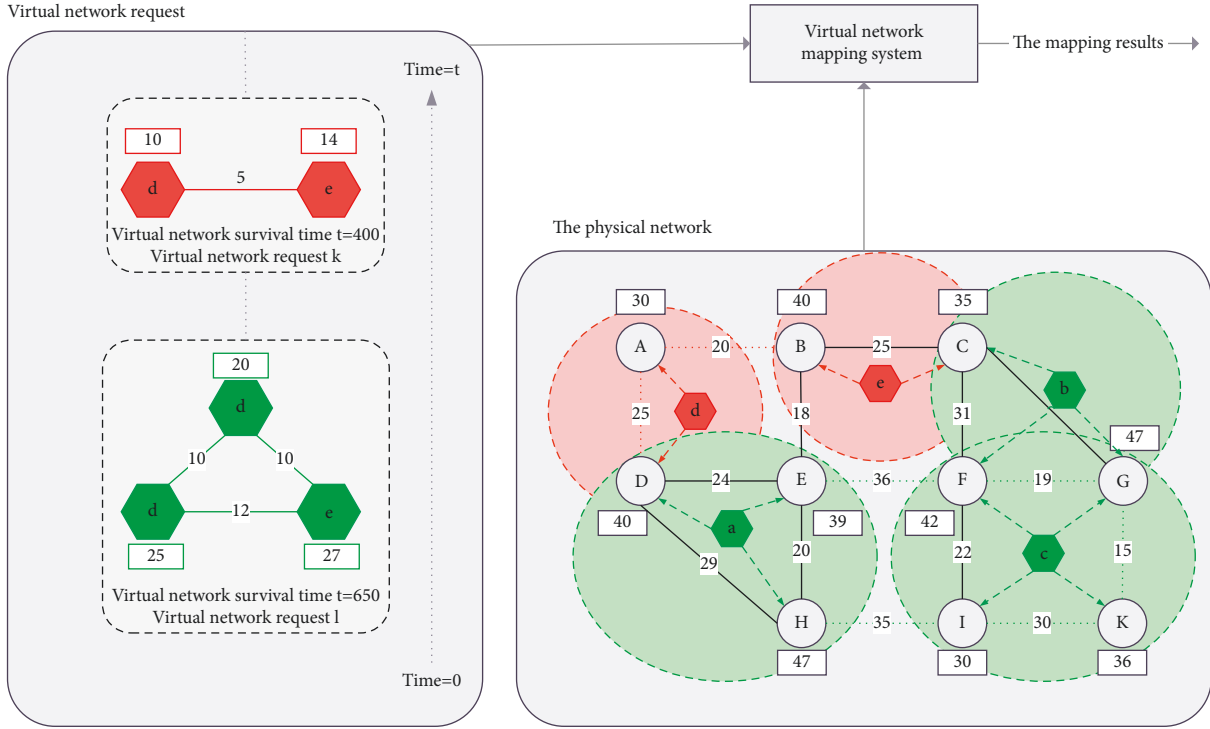 Virtual network request
Time=t
10
14
d
5
e
Virtual network survival time t=400
Virtual network request k
20
d
10
10
d
12
e
25
27
Virtual network survival time t=650
Virtual network request l
Time=0
Virtual network
mapping system
The mapping results
The physical network
30
40
35
A
20
B
25
C
e
b
25
d
18
31
47
D
24
E
36
F
19
G
40
a
39
42
c
29
20
22
15
H
35
I
30
K
47
30
36